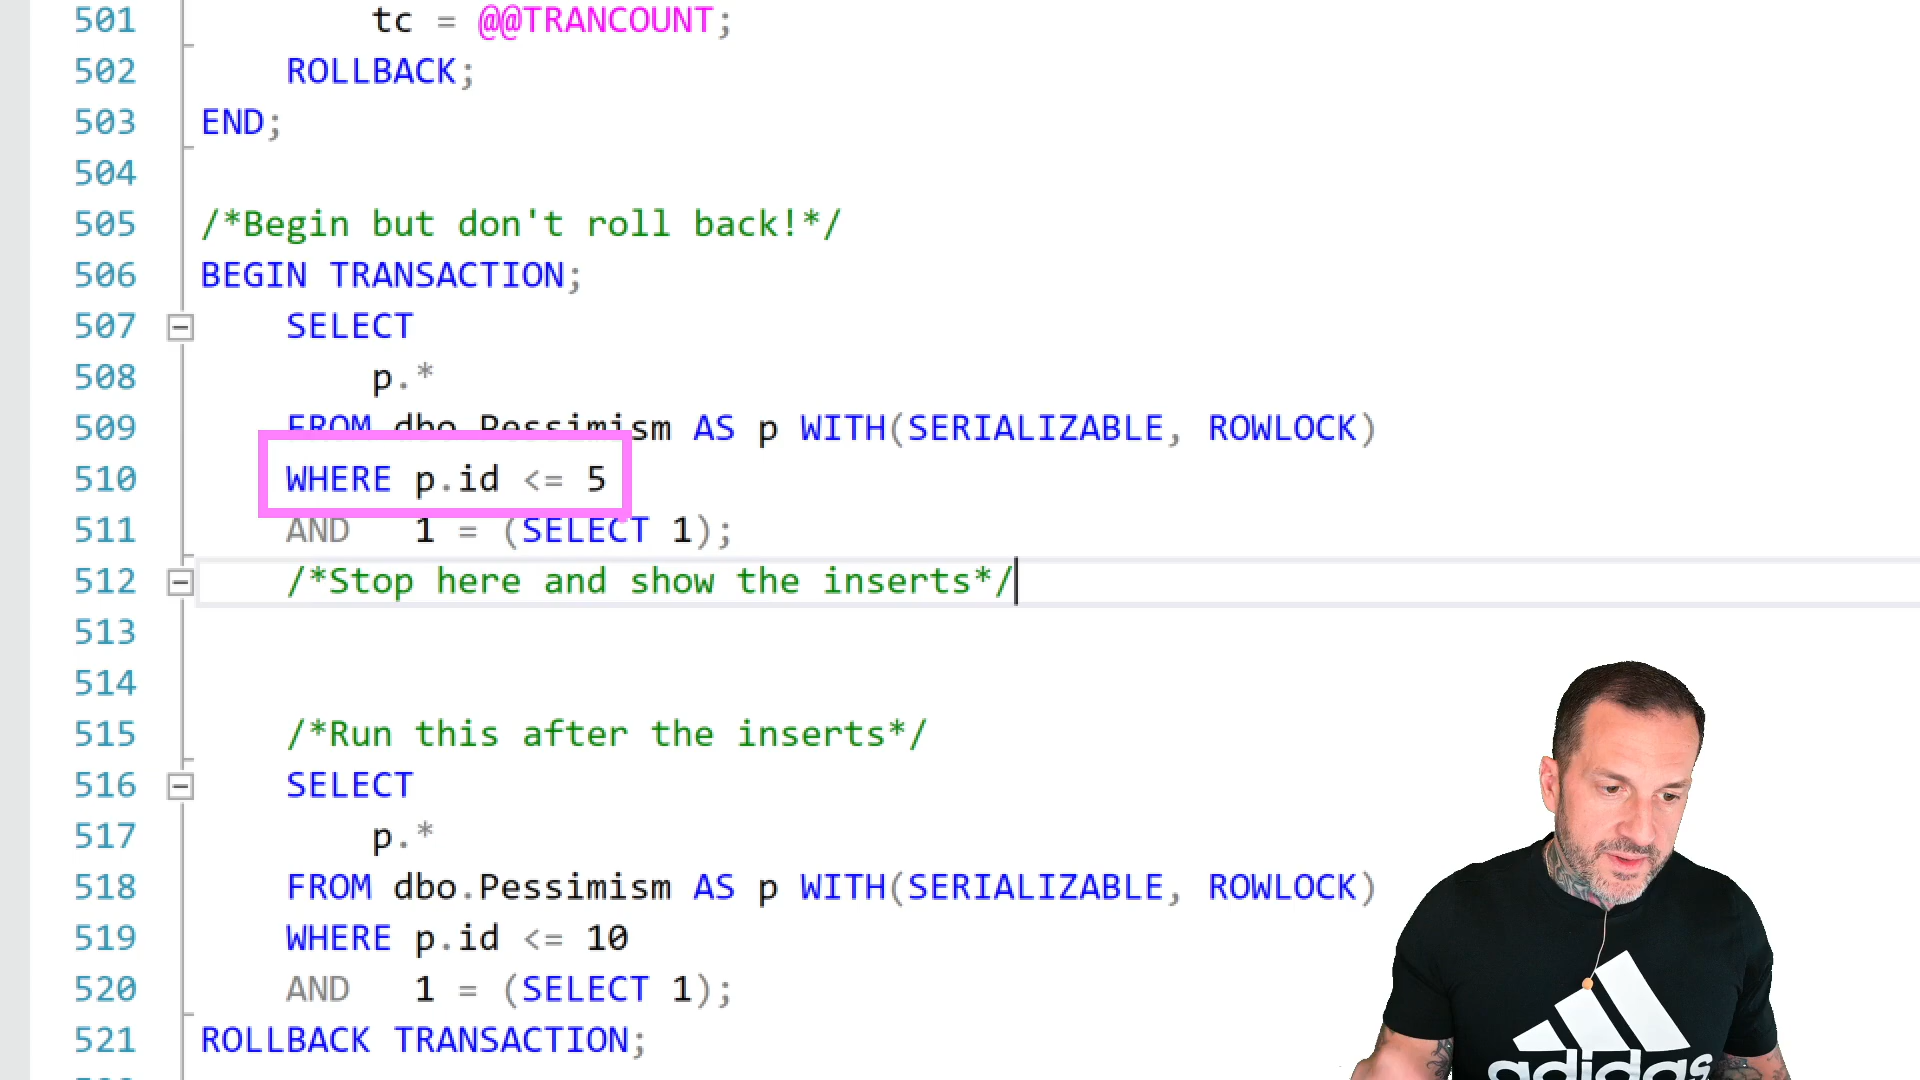 501 tc = @@TRANCOUNT;
502 ROLLBACK;
503 END;
504
505 /*Begin but don't roll back!*/
506 BEGIN TRANSACTION;
507 SELECT
508 p.*
509 FROM dbo.Pessimism AS p WITH(SERIALIZABLE, ROWLOCK)
510 WHERE p.id <= 5
511 AND 1 = (SELECT 1);
512 /*Stop here and show the inserts*/
513
514
515 /*Run this after the inserts*/
516 SELECT
517 p.*
518 FROM dbo.Pessimism AS p WITH(SERIALIZABLE, ROWLOCK)
519 WHERE p.id <= 10
520 AND 1 = (SELECT 1);
521 ROLLBACK TRANSACTION;
adidas